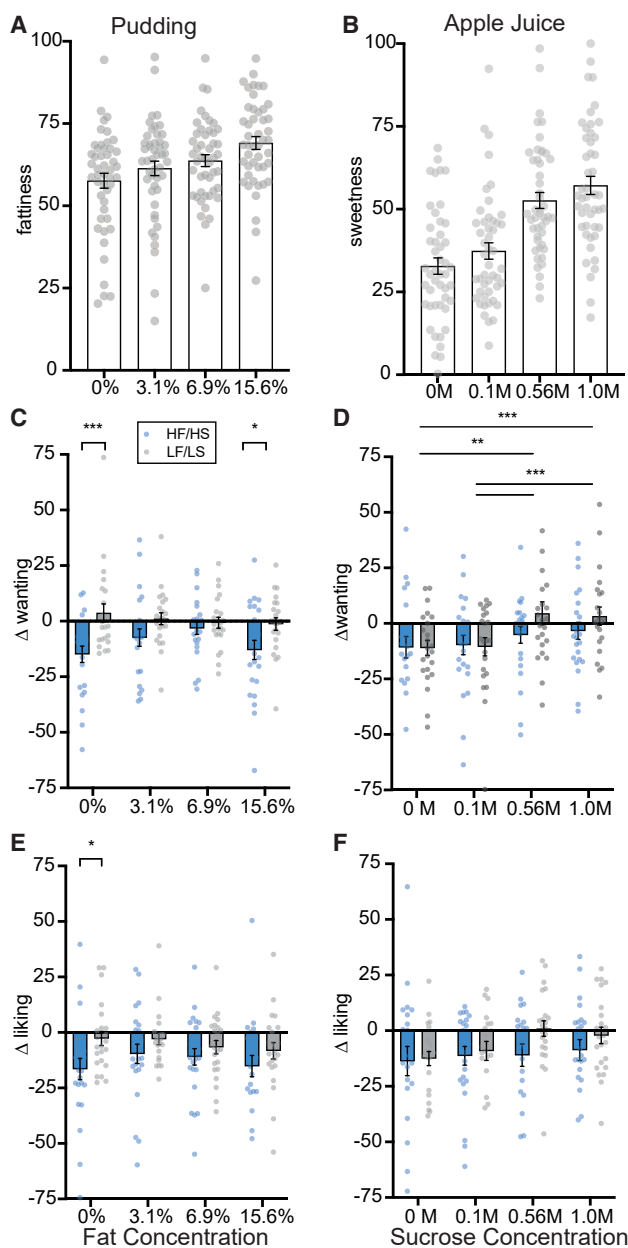 A Pudding
fattiness
100
75
50
25
0
0% 3.1% 6.9% 15.6%
B Apple Juice
sweetness
100
75
50
25
0
0M 0.1M 0.56M 1.0M
C
*** *
HF/HS
LF/LS
Δ wanting
75
50
25
0
-25
-50
-75
0% 3.1% 6.9% 15.6%
D
***
**
***
Δwanting
75
50
25
0
-25
-50
-75
0 M 0.1M 0.56M 1.0M
E
*
Δ liking
75
50
25
0
-25
-50
-75
0% 3.1% 6.9% 15.6%
Fat Concentration
F
Δ liking
75
50
25
0
-25
-50
-75
0 M 0.1M 0.56M 1.0M
Sucrose Concentration